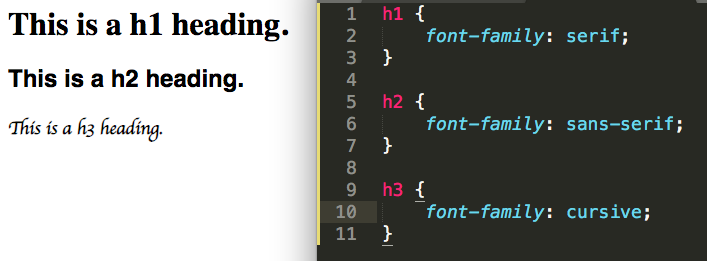 This is a h1 heading.
This is a h2 heading.
This is a h3 heading.
1 h1 {
2     font-family: serif;
3 }
4
5 h2 {
6     font-family: sans-serif;
7 }
8
9 h3 {
10     font-family: cursive;
11 }